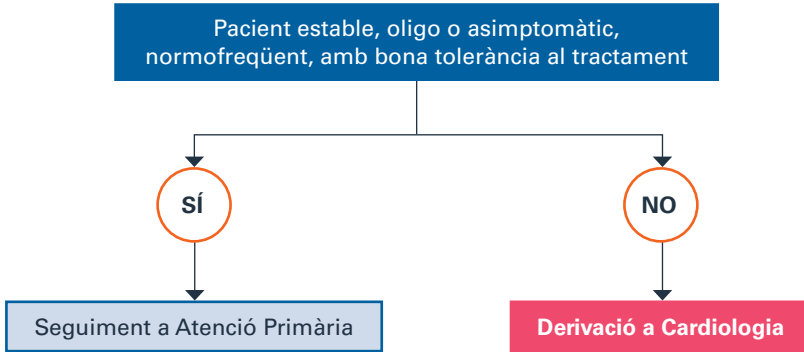 Pacient estable, oligo o asimptomàtic,
normofreqüent, amb bona tolerància al tractament
SÍ
NO
Seguiment a Atenció Primària
Derivació a Cardiologia